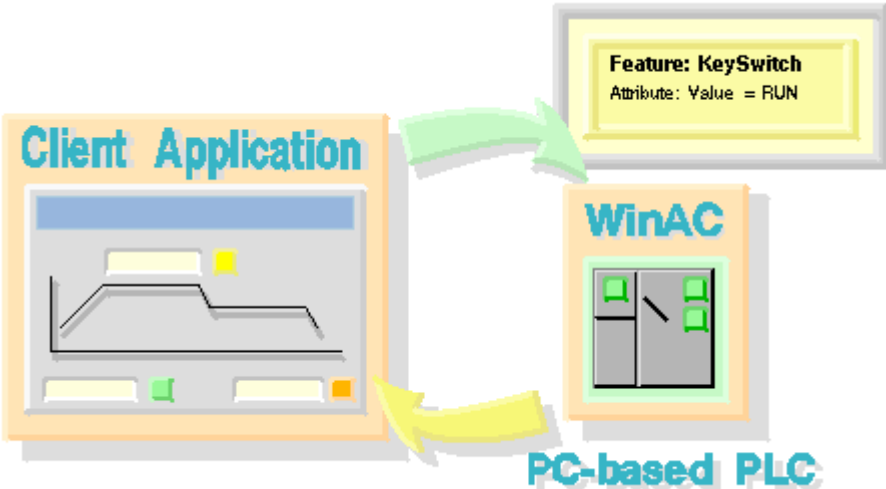 Feature: KeySwitch
Attribute: Value = RUN
Client Application
WinAC
PC-based PLC